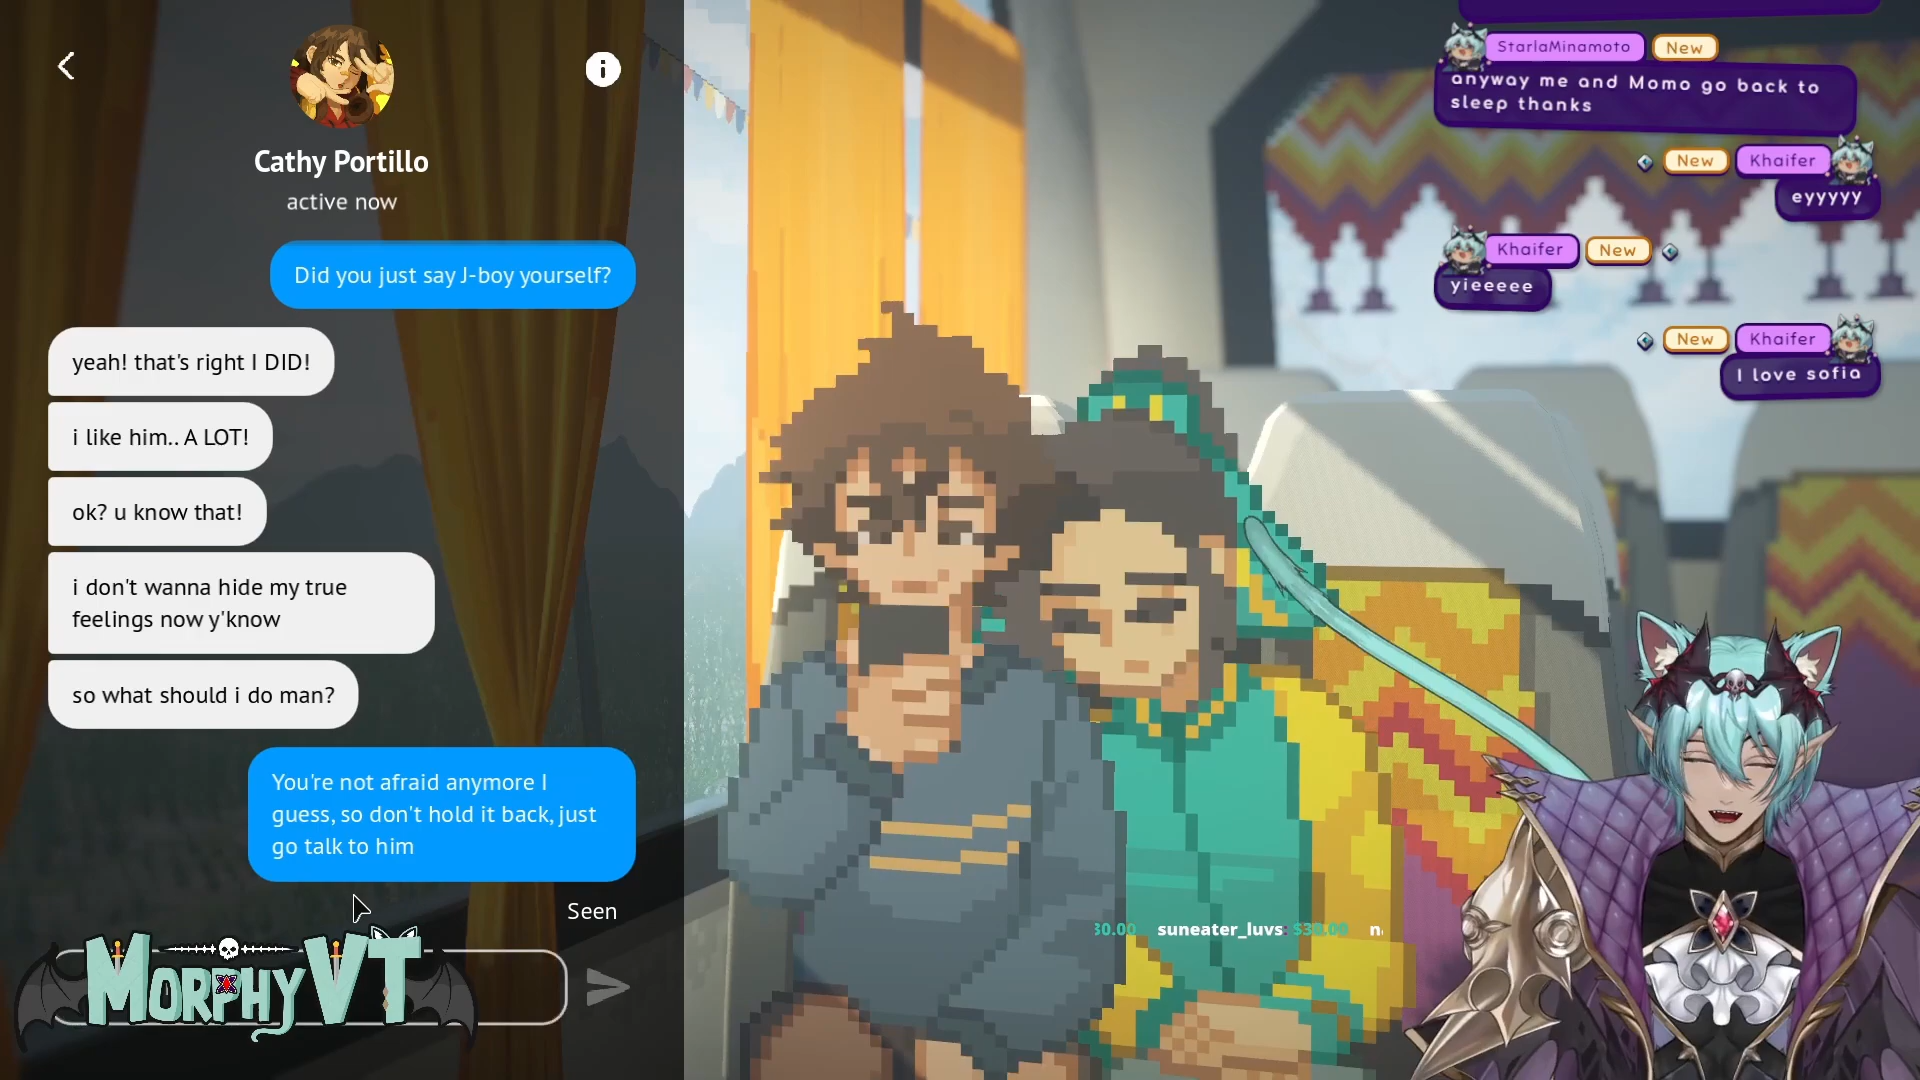 Cathy Portillo
active now
Did you just say J-boy yourself?
yeah! that's right I DID!
i like him.. A LOT!
ok? u know that!
i don't wanna hide my true
feelings now y'know
so what should i do man?
You're not afraid anymore I
guess, so don't hold it back, just
go talk to him
Seen
MORPHYVT
StarlaMinamoto New
anyway me and Momo go back to
sleep thanks
New Khaifer
eyyyyy
Khaifer New
yieeeee
New Khaifer
I love sofia
suneater_luvs $30.00